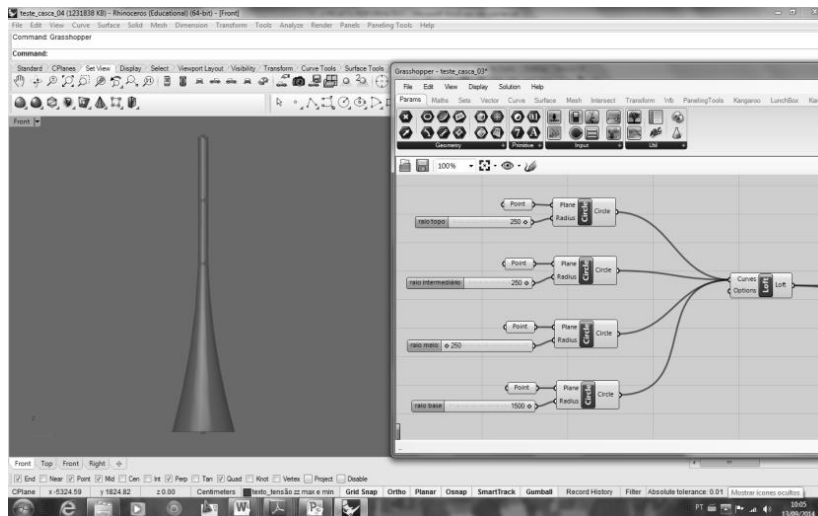 teste_casca_04 (1231838 KB) - Rhinoceros (Educational) (64-bit) - [Front]
File Edit View Curve Surface Solid Mesh Dimension Transform Tools Analyze Render Panels Paneling Tools Help
Command: Grasshopper
Command:
Standard CPlanes Set View Display Select Viewport Layout Visibility Transform Curve Tools Surface Tools
Front
Grasshopper - teste_casca_03*
File Edit View Display Solution Help
Params Maths Sets Vector Curve Surface Mesh Intersect Transform PanelingTools Kangaroo LunchBox
Geometry Primitive Input Util
100%
Point Plane Radius Circle Circle
raio topo 250
Point Plane Radius Circle Circle
raio intermediário 250
Curves Options Loft Loft
Point Plane Radius Circle Circle
raio meio 250
Point Plane Radius Circle Circle
raio base 1500
z
Front Top Front Right
End Near Point Mid Cen Int Perp Tan Quad Knot Vertex Project Disable
CPlane x -5324.59 y 1824.82 z 0.00 Centimeters texto_tensão zz max e min Grid Snap Ortho Planar Osnap SmartTrack Gumball Record History Filter Absolute tolerance: 0.01 Mostrar ícones ocultos
PT 10:05
13/09/2014